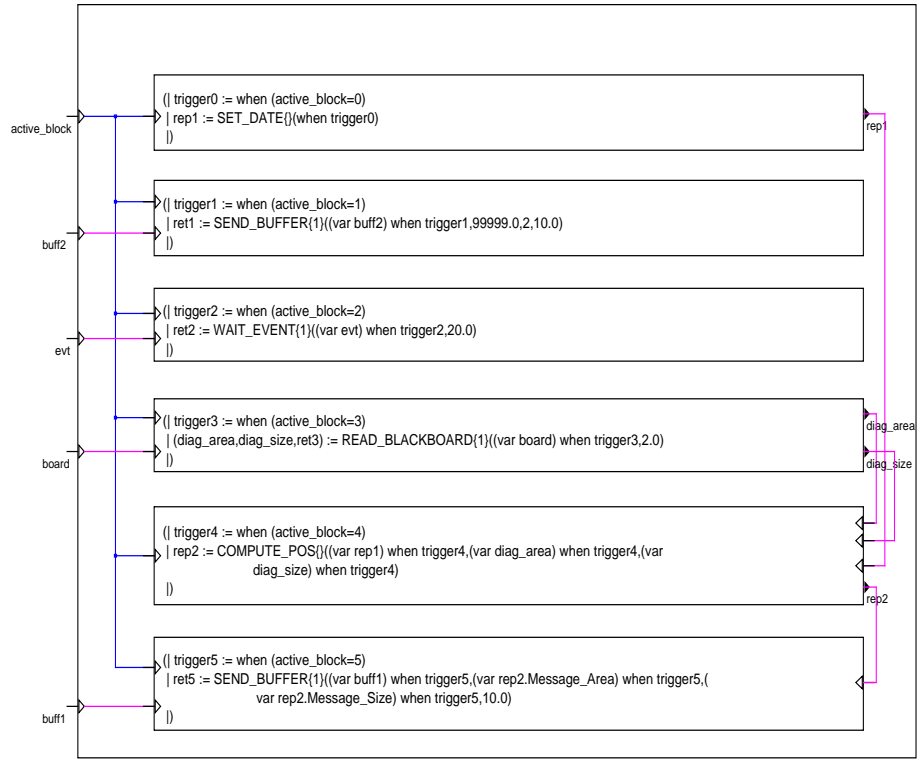 (| trigger0 := when (active_block=0)
active_block
| rep1 := SET_DATE{}(when trigger0)
rep1
|)
(| trigger1 := when (active_block=1)
| ret1 := SEND_BUFFER{1}((var buff2) when trigger1,99999.0,2,10.0)
buff2
|)
(| trigger2 := when (active_block=2)
| ret2 := WAIT_EVENT{1}((var evt) when trigger2,20.0)
evt
|)
(| trigger3 := when (active_block=3)
diag_area
| (diag_area,diag_size,ret3) := READ_BLACKBOARD{1}((var board) when trigger3,2.0)
board
|)
diag_size
(| trigger4 := when (active_block=4)
| rep2 := COMPUTE_POS{}((var rep1) when trigger4,(var diag_area) when trigger4,(var
diag_size) when trigger4)
|)
rep2
(| trigger5 := when (active_block=5)
| ret5 := SEND_BUFFER{1}((var buff1) when trigger5,(var rep2.Message_Area) when trigger5,(
var rep2.Message_Size) when trigger5,10.0)
buff1
|)